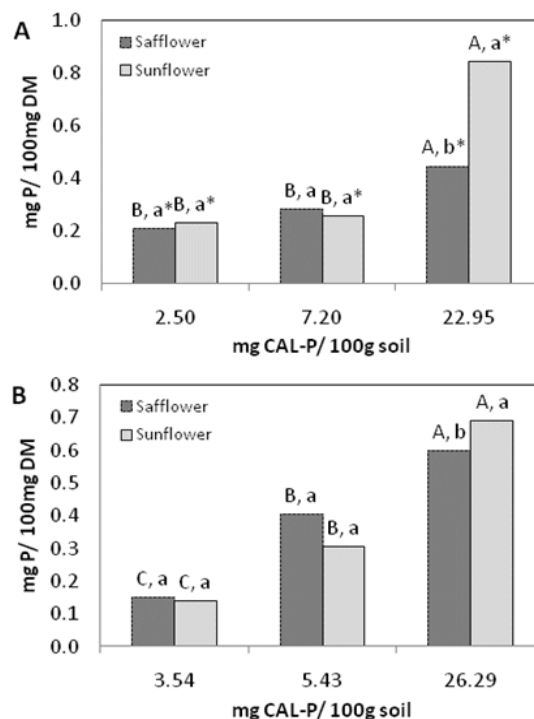 A
Safflower
Sunflower
mg P/ 100mg DM
1.0
0.8
0.6
0.4
0.2
0.0
B, a*
B, a*
B, a
B, a*
A, b*
A, a*
2.50 7.20 22.95
mg CAL-P/ 100g soil
B
Safflower
Sunflower
mg P/ 100mg DM
0.8
0.7
0.6
0.5
0.4
0.3
0.2
0.1
0.0
C, a
C, a
B, a
B, a
A, b
A, a
3.54 5.43 26.29
mg CAL-P/ 100g soil